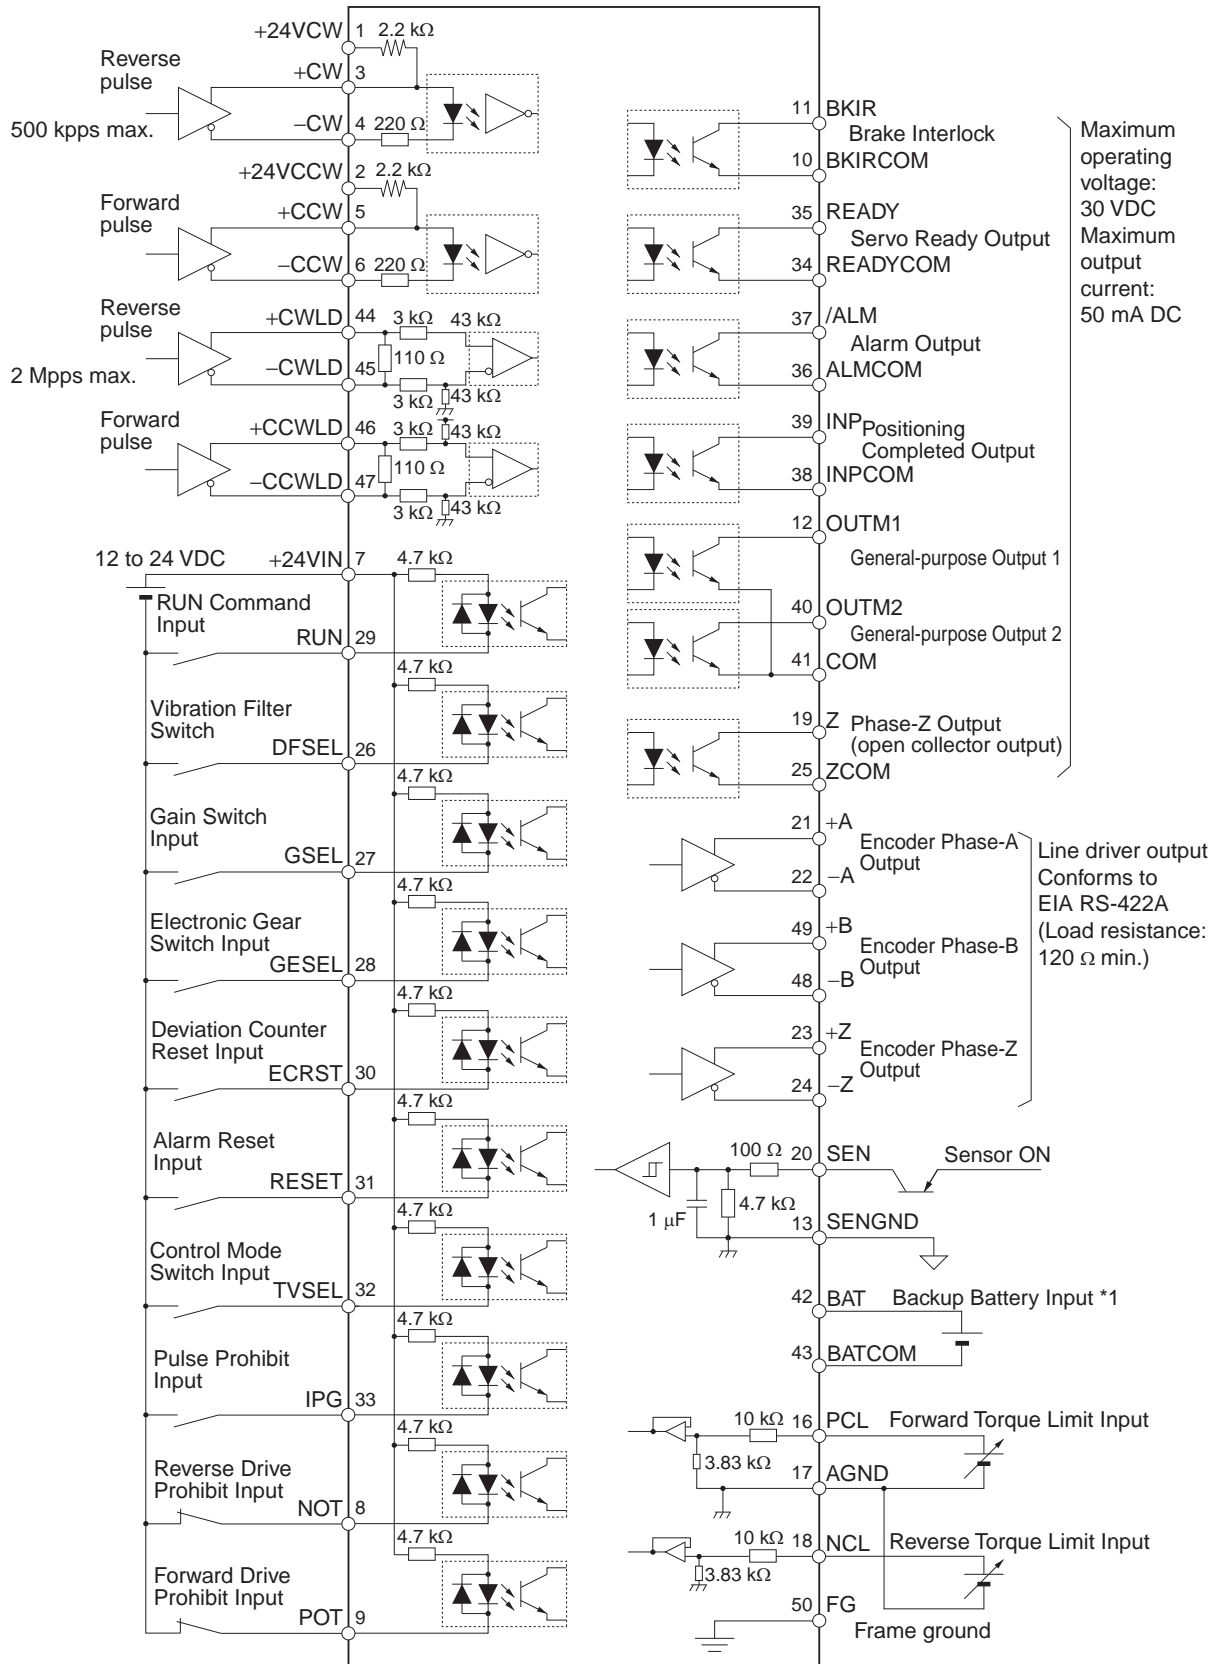 +24VCW 1 2.2 kΩ
Reverse
pulse
+CW 3
500 kpps max.
−CW 4 220 Ω
+24VCCW 2 2.2 kΩ
Forward
pulse
+CCW 5
−CCW 6 220 Ω
Reverse
pulse
+CWLD 44 3 kΩ 43 kΩ
110 Ω
2 Mpps max.
−CWLD 45
3 kΩ 43 kΩ
Forward
pulse
+CCWLD 46 3 kΩ 43 kΩ
110 Ω
−CCWLD 47
3 kΩ 43 kΩ
12 to 24 VDC +24VIN 7 4.7 kΩ
RUN Command
Input
RUN 29
4.7 kΩ
Vibration Filter
Switch
DFSEL 26
4.7 kΩ
Gain Switch
Input
GSEL 27
4.7 kΩ
Electronic Gear
Switch Input
GESEL 28
4.7 kΩ
Deviation Counter
Reset Input
ECRST 30
4.7 kΩ
Alarm Reset
Input
RESET 31
4.7 kΩ
Control Mode
Switch Input
TVSEL 32
4.7 kΩ
Pulse Prohibit
Input
IPG 33
4.7 kΩ
Reverse Drive
Prohibit Input
NOT 8
4.7 kΩ
Forward Drive
Prohibit Input
POT 9
11 BKIR
Brake Interlock
10 BKIRCOM
35 READY
Servo Ready Output
34 READYCOM
37 /ALM
Alarm Output
36 ALMCOM
39 INP
Positioning
Completed Output
38 INPCOM
12 OUTM1
General-purpose Output 1
40 OUTM2
General-purpose Output 2
41 COM
19 Z Phase-Z Output
(open collector output)
25 ZCOM
Maximum
operating
voltage:
30 VDC
Maximum
output
current:
50 mA DC
21 +A
Encoder Phase-A
Output
22 −A
49 +B
Encoder Phase-B
Output
48 −B
23 +Z
Encoder Phase-Z
Output
24 −Z
Line driver output
Conforms to
EIA RS-422A
(Load resistance:
120 Ω min.)
100 Ω 20 SEN Sensor ON
1 μF 4.7 kΩ
13 SENGND
42 BAT Backup Battery Input *1
43 BATCOM
10 kΩ 16 PCL Forward Torque Limit Input
3.83 kΩ
17 AGND
10 kΩ 18 NCL Reverse Torque Limit Input
3.83 kΩ
50 FG
Frame ground